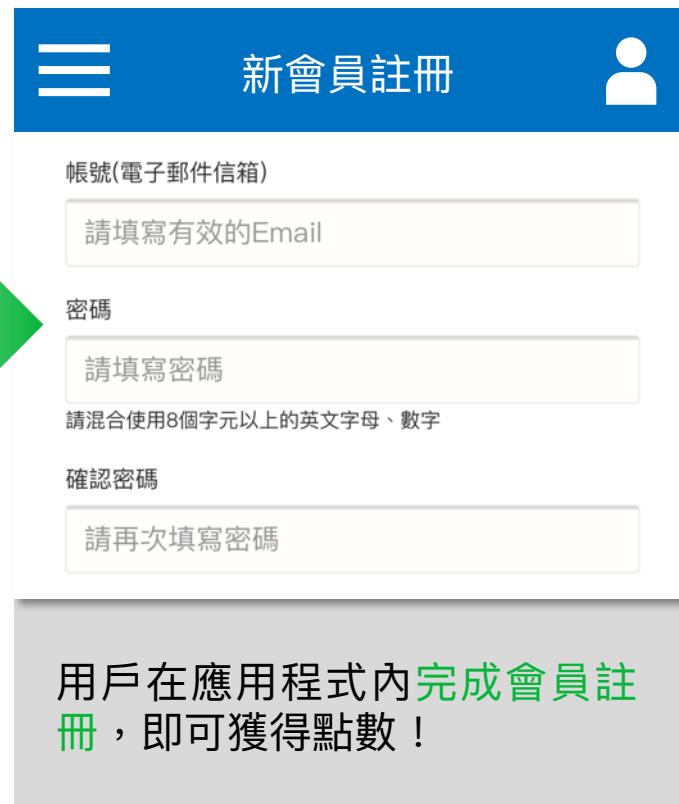 新會員註冊
帳號(電子郵件信箱)
請填寫有效的Email
密碼
請填寫密碼
請混合使用8個字元以上的英文字母、數字
確認密碼
請再次填寫密碼
用戶在應用程式內完成會員註
冊，即可獲得點數！